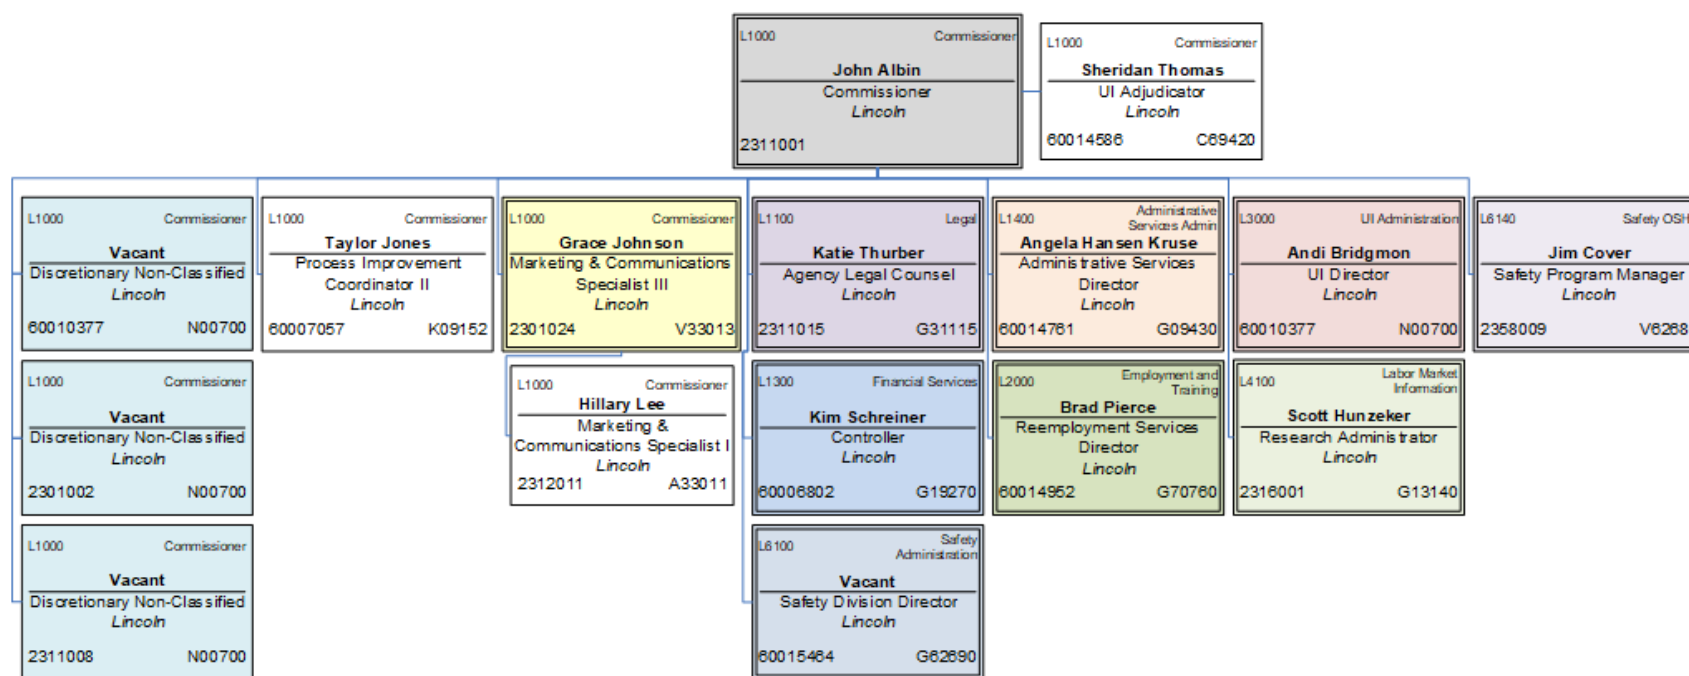 L1000 Commissioner
John Albin
Commissioner
Lincoln
2311001
L1000 Commissioner
Sheridan Thomas
UI Adjudicator
Lincoln
60014586 C69420
L1000 Commissioner
Vacant
Discretionary Non-Classified
Lincoln
60010377 N00700
L1000 Commissioner
Taylor Jones
Process Improvement
Coordinator II
Lincoln
60007057 K09152
L1000 Commissioner
Grace Johnson
Marketing & Communications
Specialist III
Lincoln
2301024 V33013
L1100 Legal
Katie Thurber
Agency Legal Counsel
Lincoln
2311015 G31115
L1400 Administrative
Services Admin
Angela Hansen Kruse
Administrative Services
Director
Lincoln
60014761 G09430
L3000 UI Administration
Andi Bridgmon
UI Director
Lincoln
60010377 N00700
L6140 Safety OSH
Jim Cover
Safety Program Manager
Lincoln
2358009 V6268
L1000 Commissioner
Vacant
Discretionary Non-Classified
Lincoln
2301002 N00700
L1000 Commissioner
Hillary Lee
Marketing &
Communications Specialist I
Lincoln
2312011 A33011
L1300 Financial Services
Kim Schreiner
Controller
Lincoln
60006802 G19270
L2000 Employment and
Training
Brad Pierce
Reemployment Services
Director
Lincoln
60014952 G70760
L4100 Labor Market
Information
Scott Hunzeker
Research Administrator
Lincoln
2316001 G13140
L1000 Commissioner
Vacant
Discretionary Non-Classified
Lincoln
2311008 N00700
L6100 Safety
Administration
Vacant
Safety Division Director
Lincoln
60015464 G62690